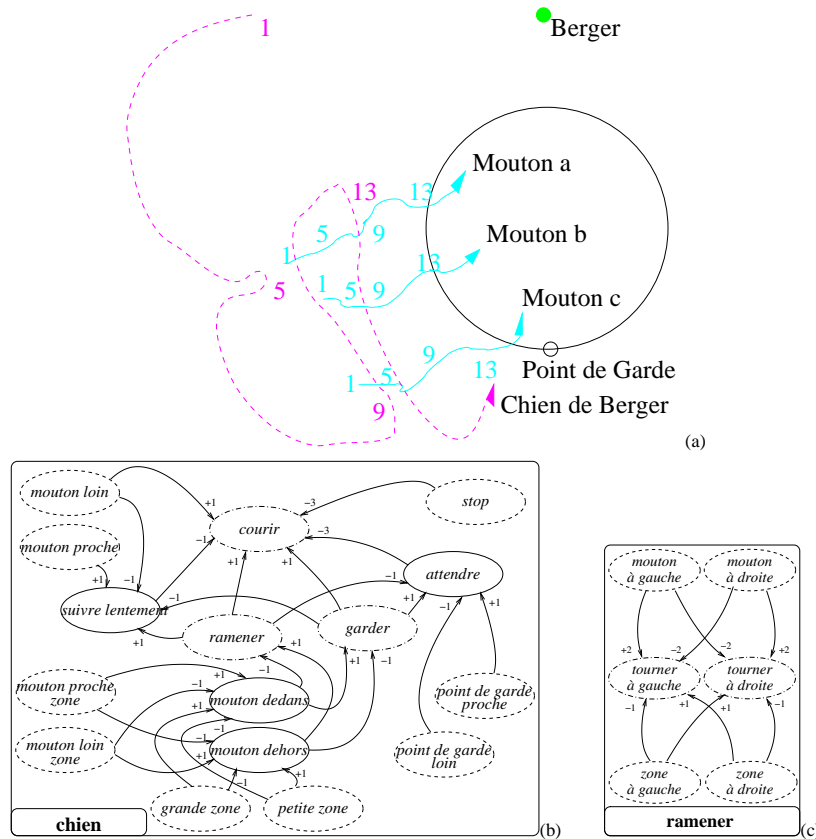 1
Berger
Mouton a
13
13
5
9
1
Mouton b
13
1
5
9
5
Mouton c
9
1
5
13
Point de Garde
9
Chien de Berger
(a)
mouton loin
+1
−3
stop
courir
mouton proche
−1
+1
−3
+1
−1
+1
+1
−1
attendre
suivre lentement
−1
−1
+1
+1
ramener
garder
+1
+1
+1
−1
+1
−1
mouton proche
zone
−1
mouton dedans
+1
point de garde
proche
−1
−1
mouton loin
zone
mouton dehors
+1
point de garde
loin
−1
+1
grande zone
petite zone
chien
(b)
mouton
à gauche
mouton
à droite
+2
−2
−2
+2
tourner
à gauche
tourner
à droite
−1
+1
+1
−1
zone
à gauche
zone
à droite
ramener
(c)